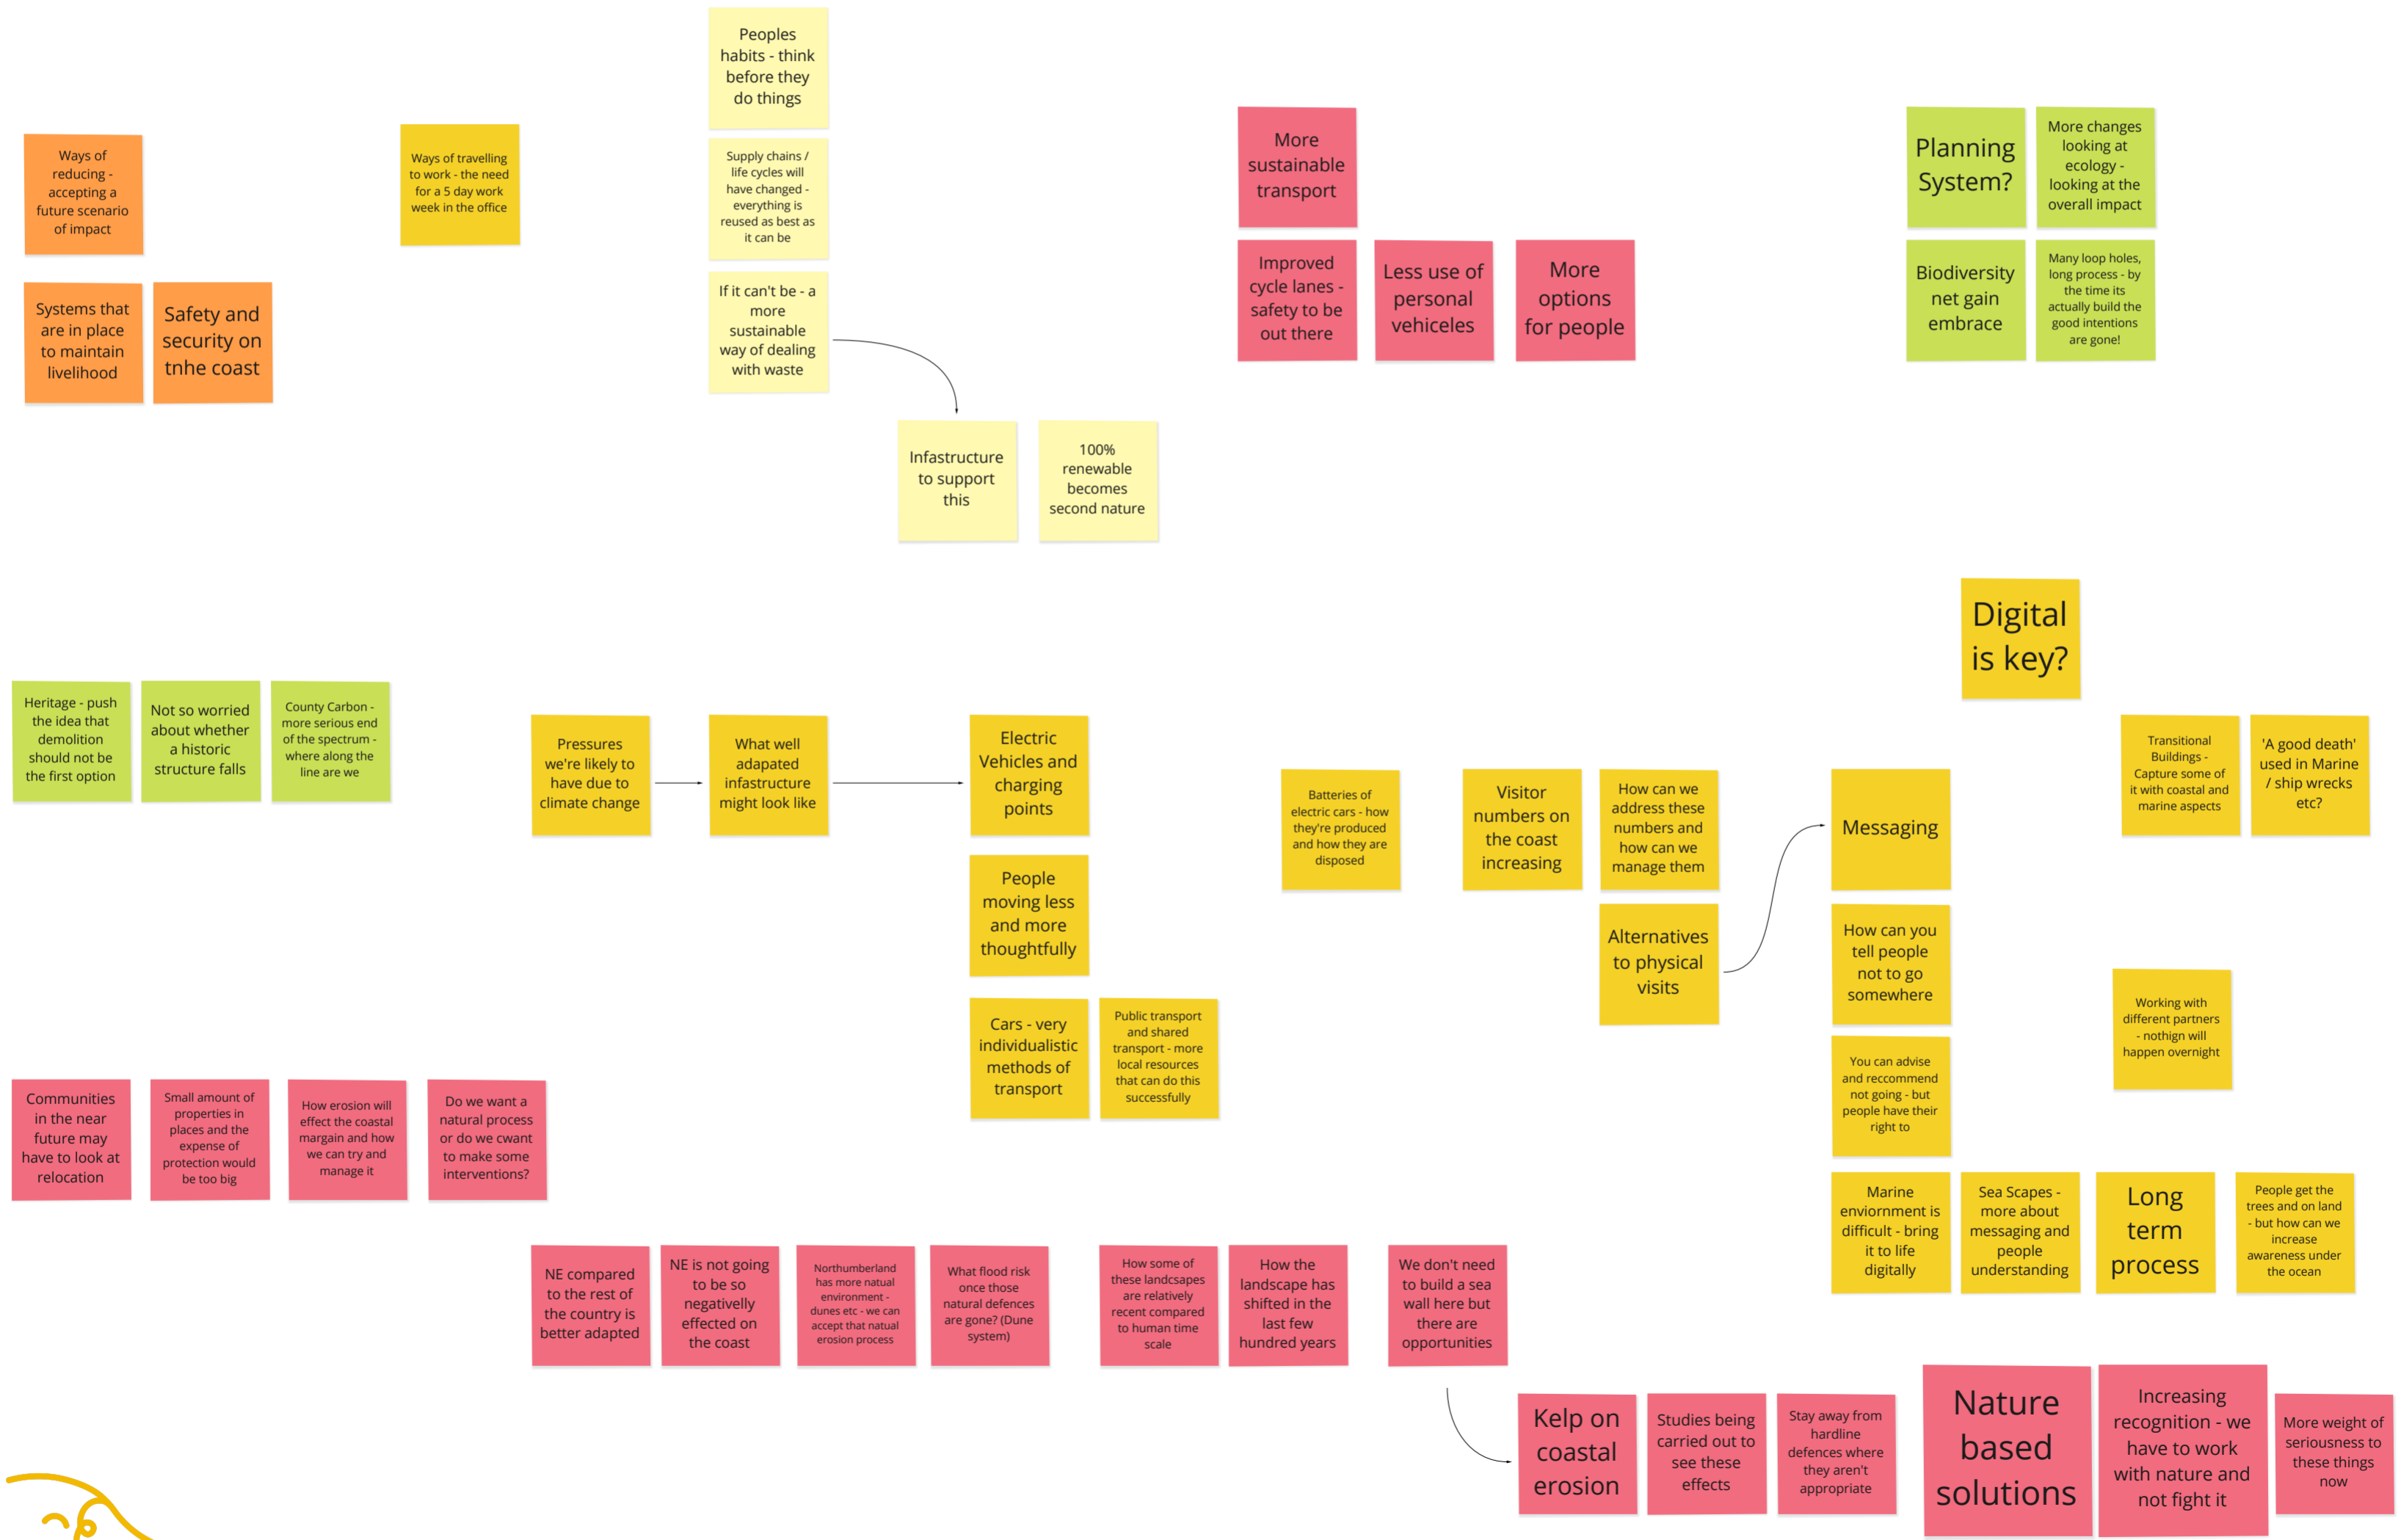 Peoples
habits - think
before they
do things
Ways of
reducing -
accepting a
future scenario
of impact
Ways of travelling
to work - the need
for a 5 day work
week in the office
Supply chains /
life cycles will
have changed -
everything is
reused as best as
it can be
More
sustainable
transport
Planning
System?
More changes
looking at
ecology -
looking at the
overall impact
Systems that
are in place
to maintain
livelihood
Safety and
security on
tnhe coast
If it can't be - a
more
sustainable
way of dealing
with waste
Improved
cycle lanes -
safety to be
out there
Less use of
personal
vehiceles
More
options
for people
Biodiversity
net gain
embrace
Many loop holes,
long process - by
the time its
actually build the
good intentions
are gone!
Infastructure
to support
this
100%
renewable
becomes
second nature
Digital
is key?
Heritage - push
the idea that
demolition
should not be
the first option
Not so worried
about whether
a historic
structure falls
County Carbon -
more serious end
of the spectrum -
where along the
line are we
Pressures
we're likely to
have due to
climate change
What well
adapated
infastructure
might look like
Electric
Vehicles and
charging
points
Batteries of
electric cars - how
they're produced
and how they are
disposed
Visitor
numbers on
the coast
increasing
How can we
address these
numbers and
how can we
manage them
Messaging
Transitional
Buildings -
Capture some of
it with coastal and
marine aspects
'A good death'
used in Marine
/ ship wrecks
etc?
People
moving less
and more
thoughtfully
Alternatives
to physical
visits
How can you
tell people
not to go
somewhere
Cars - very
individualistic
methods of
transport
Public transport
and shared
transport - more
local resources
that can do this
successfully
Working with
different partners
- nothign will
happen overnight
You can advise
and reccommend
not going - but
people have their
right to
Communities
in the near
future may
have to look at
relocation
Small amount of
properties in
places and the
expense of
protection would
be too big
How erosion will
effect the coastal
margain and how
we can try and
manage it
Do we want a
natural process
or do we cwant
to make some
interventions?
Marine
enviornment is
difficult - bring
it to life
digitally
Sea Scapes -
more about
messaging and
people
understanding
Long
term
process
People get the
trees and on land
- but how can we
increase
awareness under
the ocean
NE compared
to the rest of
the country is
better adapted
NE is not going
to be so
negativelly
effected on
the coast
Northumberland
has more natual
environment -
dunes etc - we can
accept that natual
erosion process
What flood risk
once those
natural defences
are gone? (Dune
system)
How some of
these landcsapes
are relatively
recent compared
to human time
scale
How the
landscape has
shifted in the
last few
hundred years
We don't need
to build a sea
wall here but
there are
opportunities
Kelp on
coastal
erosion
Studies being
carried out to
see these
effects
Stay away from
hardline
defences where
they aren't
appropriate
Nature
based
solutions
Increasing
recognition - we
have to work
with nature and
not fight it
More weight of
seriousness to
these things
now